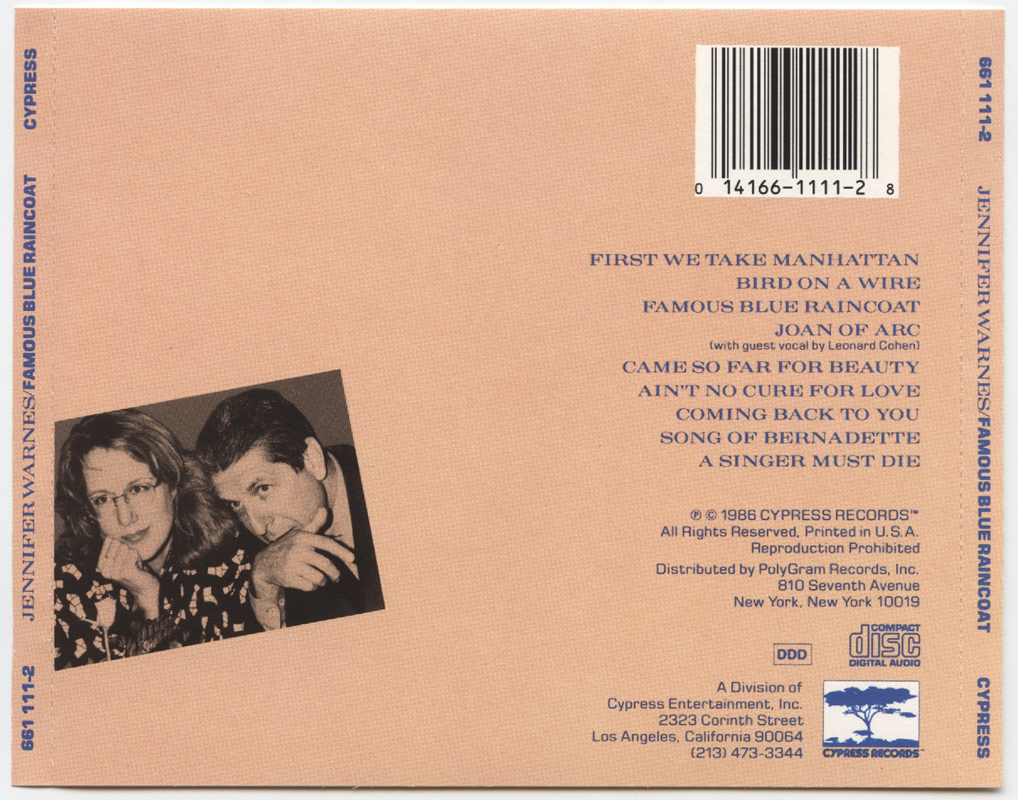 CYPRESS
JENNIFER WARNES/FAMOUS BLUE RAINCOAT
661 111-2
0 14166-1111-2 8
FIRST WE TAKE MANHATTAN
BIRD ON A WIRE
FAMOUS BLUE RAINCOAT
JOAN OF ARC
(with guest vocal by Leonard Cohen)
CAME SO FAR FOR BEAUTY
AIN'T NO CURE FOR LOVE
COMING BACK TO YOU
SONG OF BERNADETTE
A SINGER MUST DIE
℗ © 1986 CYPRESS RECORDS™
All Rights Reserved, Printed in U.S.A.
Reproduction Prohibited
Distributed by PolyGram Records, Inc.
810 Seventh Avenue
New York, New York 10019
DDD
COMPACT
disc
DIGITAL AUDIO
A Division of
Cypress Entertainment, Inc.
2323 Corinth Street
Los Angeles, California 90064
(213) 473-3344
CYPRESS RECORDS™
661 111-2
JENNIFER WARNES/FAMOUS BLUE RAINCOAT
CYPRESS